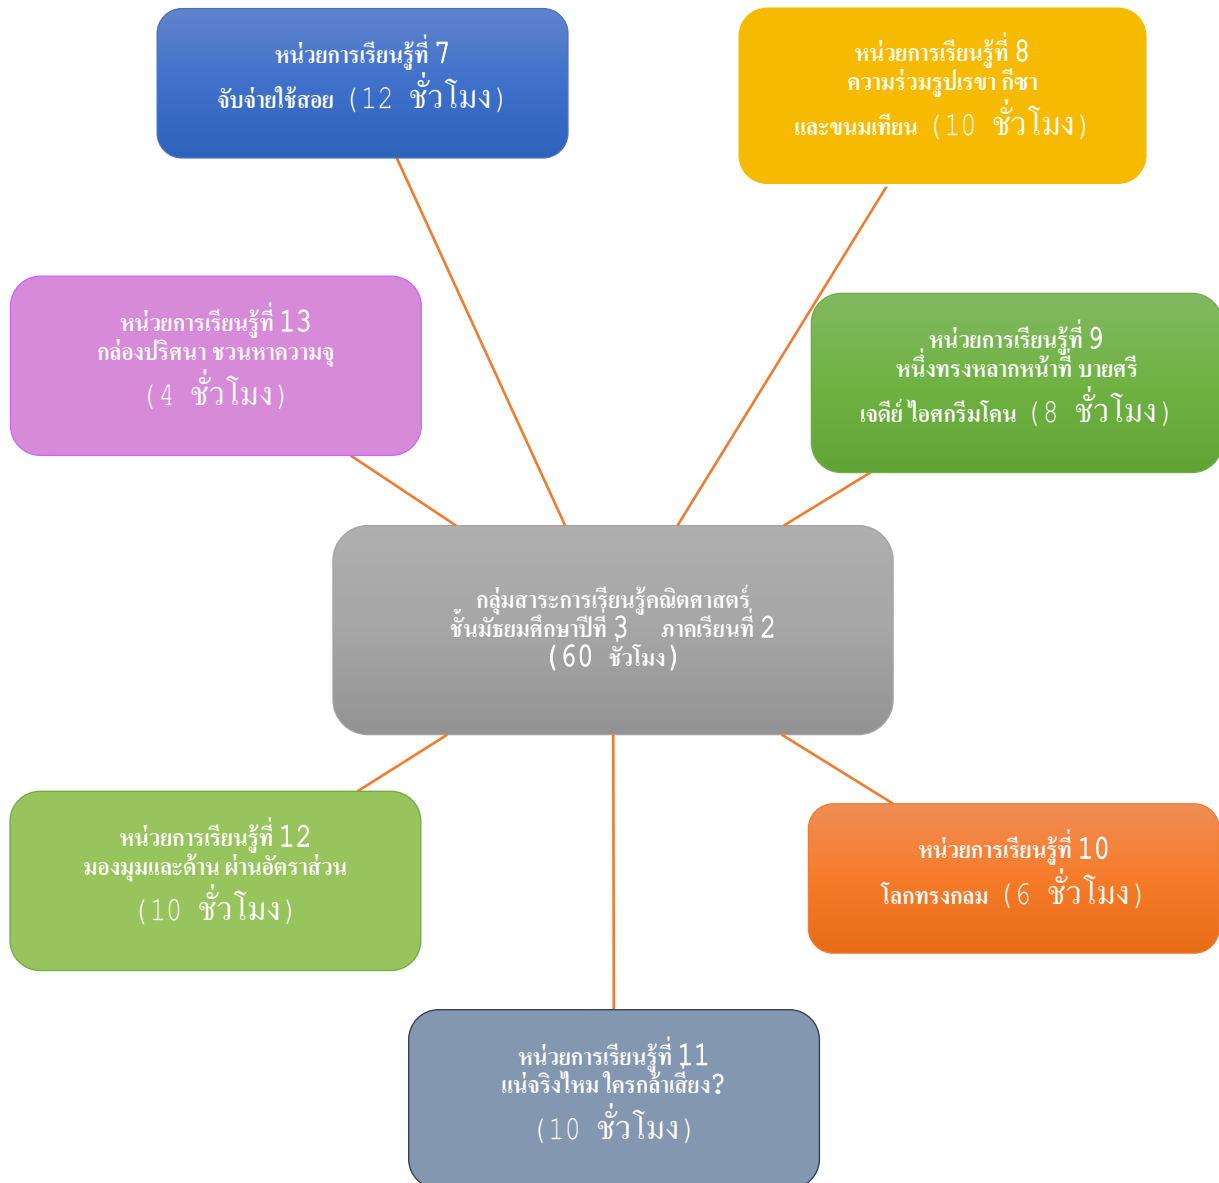 หน่วยการเรียนรู้ที่ 7
จับจ่ายใช้สอย (12 ชั่วโมง)
หน่วยการเรียนรู้ที่ 8
ความร่วมรูปเรขา กีซา
และขนมเทียน (10 ชั่วโมง)
หน่วยการเรียนรู้ที่ 13
กล่องปริศนา ชวนหาความจุ
(4 ชั่วโมง)
หน่วยการเรียนรู้ที่ 9
หนึ่งทรงหลากหน้าที่ บายศรี
เจดีย์ ไอศกรีมโคน (8 ชั่วโมง)
กลุ่มสาระการเรียนรู้คณิตศาสตร์
ชั้นมัธยมศึกษาปีที่ 3 ภาคเรียนที่ 2
(60 ชั่วโมง)
หน่วยการเรียนรู้ที่ 12
มองมุมและด้าน ผ่านอัตราส่วน
(10 ชั่วโมง)
หน่วยการเรียนรู้ที่ 10
โลกทรงกลม (6 ชั่วโมง)
หน่วยการเรียนรู้ที่ 11
แน่จริงไหม ใครกล้าเสี่ยง?
(10 ชั่วโมง)